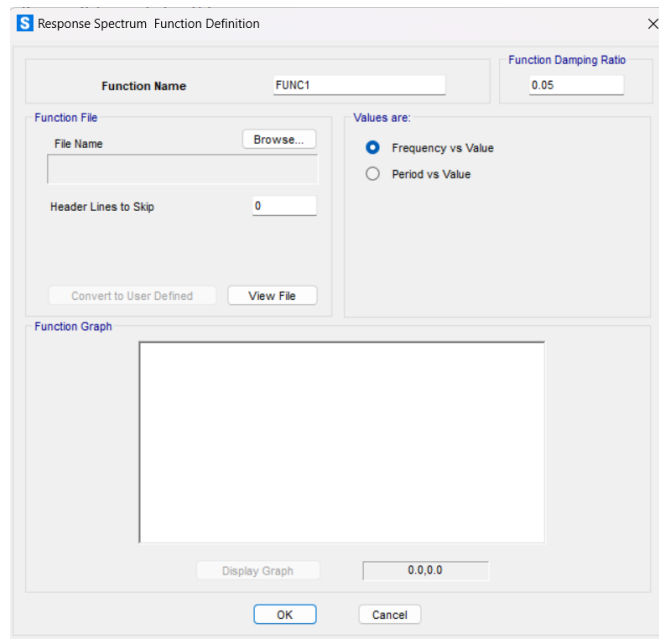 S Response Spectrum Function Definition
Function Damping Ratio
Function Name
FUNC1
0.05
Function File
Values are:
File Name
Browse...
Frequency vs Value
Period vs Value
Header Lines to Skip
0
Convert to User Defined
View File
Function Graph
Display Graph
0.0,0.0
OK
Cancel